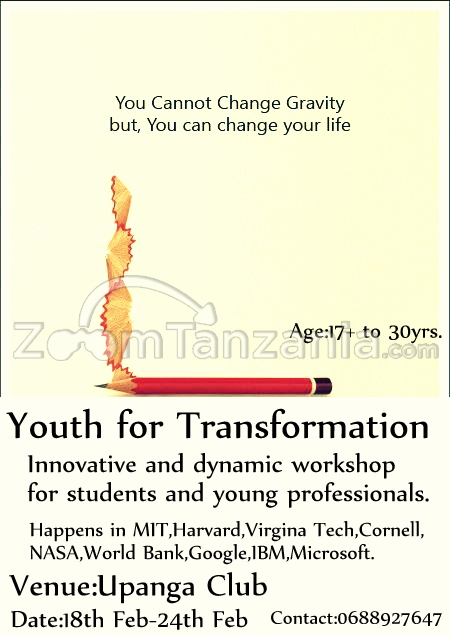 You Cannot Change Gravity
but, You can change your life
Age:17+ to 30yrs.
ZoomTanzania.com
Youth for Transformation
Innovative and dynamic workshop
for students and young professionals.
Happens in MIT,Harvard,Virgina Tech,Cornell,
NASA,World Bank,Google,IBM,Microsoft.
Venue:Upanga Club
Date:18th Feb-24th Feb Contact:0688927647